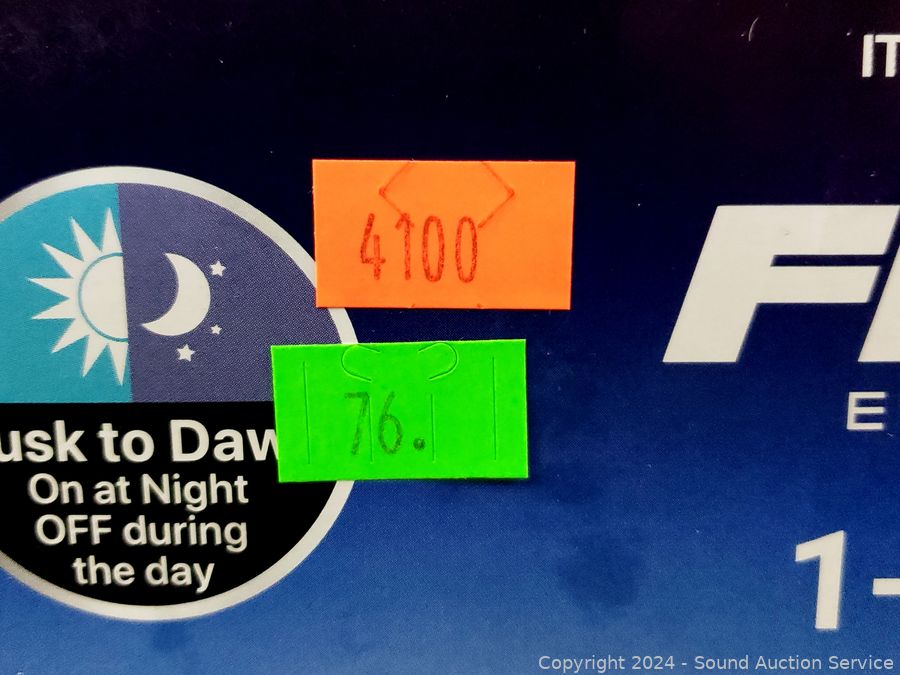 IT
4100
76.
usk to Daw
On at Night
OFF during
the day
F
E
1-
Copyright 2024 - Sound Auction Service